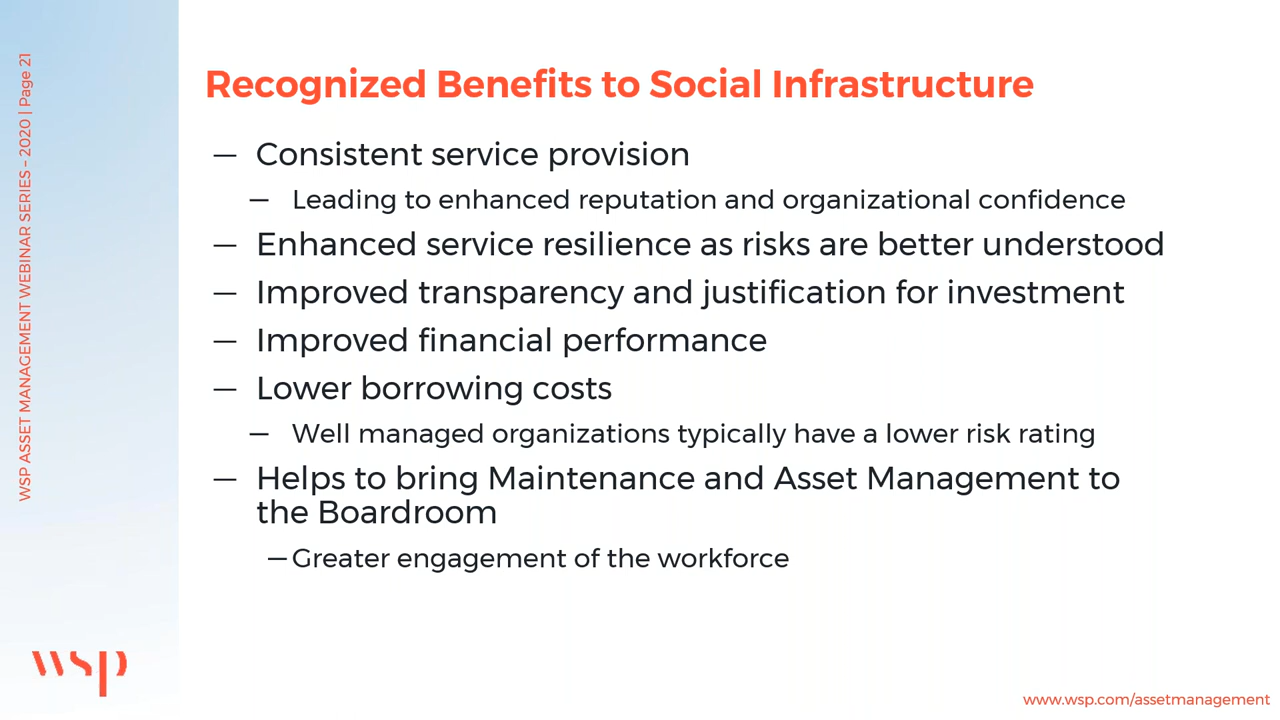 WSP ASSET MANAGEMENT WEBINAR SERIES – 2020 | Page 21
Recognized Benefits to Social Infrastructure
— Consistent service provision
— Leading to enhanced reputation and organizational confidence
— Enhanced service resilience as risks are better understood
— Improved transparency and justification for investment
— Improved financial performance
— Lower borrowing costs
— Well managed organizations typically have a lower risk rating
— Helps to bring Maintenance and Asset Management to
the Boardroom
— Greater engagement of the workforce
wsp
www.wsp.com/assetmanagement